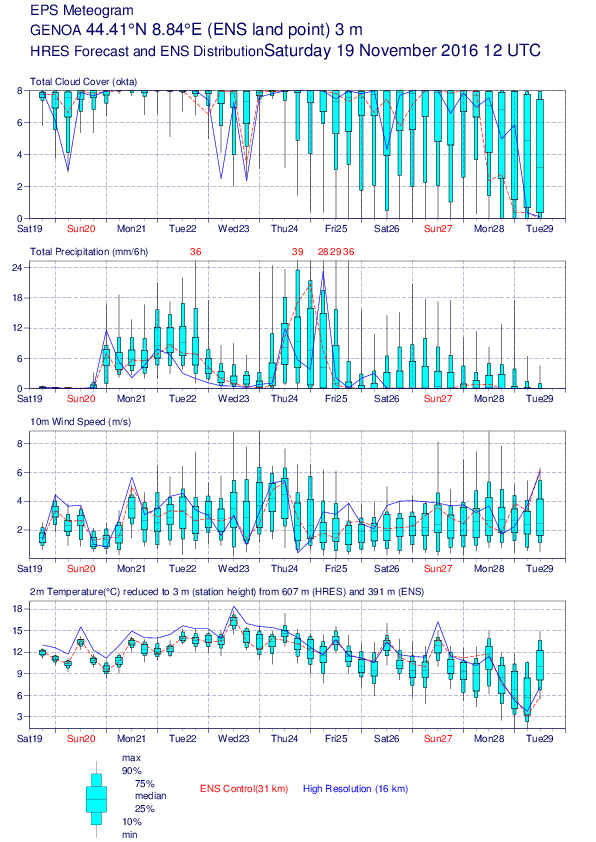 EPS Meteogram
GENOA 44.41°N 8.84°E (ENS land point) 3 m
HRES Forecast and ENS DistributionSaturday 19 November 2016 12 UTC
Total Cloud Cover (okta)
8
6
4
2
0
Sat19 Sun20 Mon21 Tue22 Wed23 Thu24 Fri25 Sat26 Sun27 Mon28 Tue29
Total Precipitation (mm/6h) 36 39 28 29 36
24
18
12
6
0
Sat19 Sun20 Mon21 Tue22 Wed23 Thu24 Fri25 Sat26 Sun27 Mon28 Tue29
10m Wind Speed (m/s)
8
6
4
2
Sat19 Sun20 Mon21 Tue22 Wed23 Thu24 Fri25 Sat26 Sun27 Mon28 Tue29
2m Temperature(°C) reduced to 3 m (station height) from 607 m (HRES) and 391 m (ENS)
18
15
12
9
6
3
Sat19 Sun20 Mon21 Tue22 Wed23 Thu24 Fri25 Sat26 Sun27 Mon28 Tue29
max
90%
75%
median
25%
10%
min
ENS Control(31 km) High Resolution (16 km)